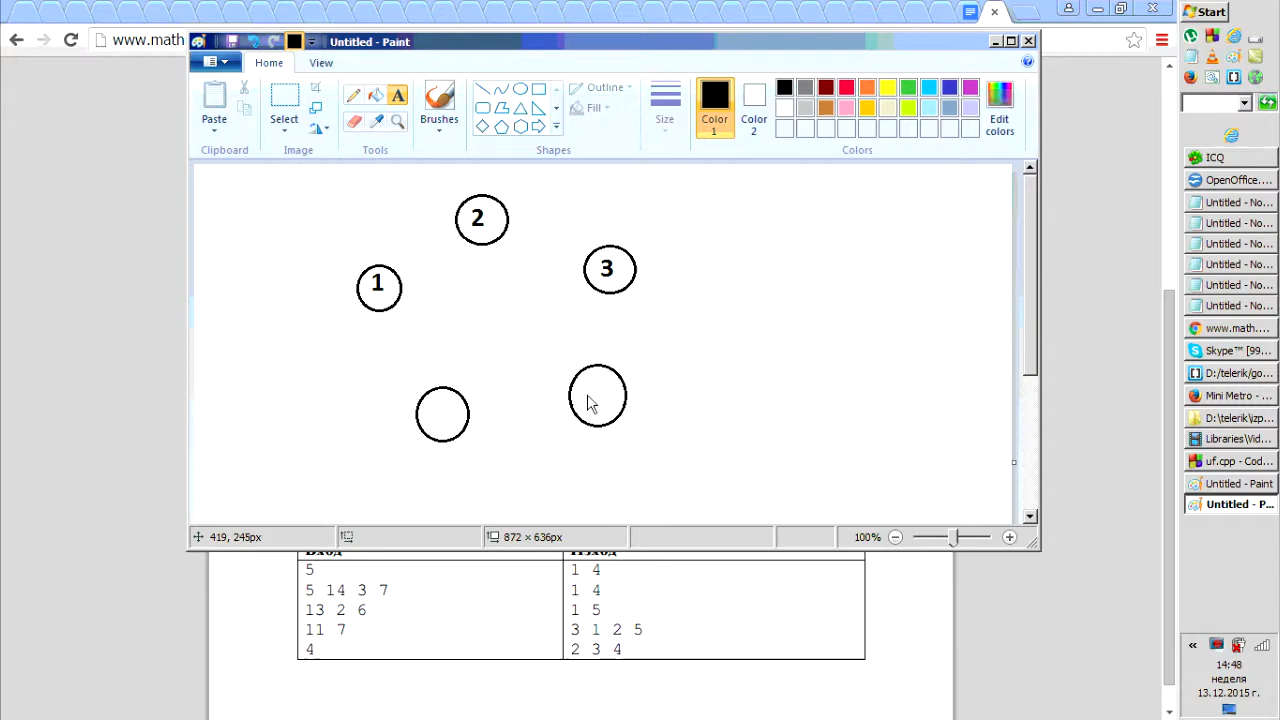 www.math
Untitled - Paint
Home
View
Paste
Select
Brushes
Outline
Fill
Size
Color 1
Color 2
Edit colors
Clipboard
Image
Tools
Shapes
Colors
2
3
1
419, 245px
872 × 636px
100%
Вход
Изход
5
5 14 3 7
13 2 6
11 7
4
1 4
1 4
1 5
3 1 2 5
2 3 4
Start
ICQ
OpenOffice....
Untitled - No...
Untitled - No...
Untitled - No...
Untitled - No...
Untitled - No...
Untitled - No...
www.math....
Skype™ [99...
D:/telerik/go...
Mini Metro - ...
D:\telerik\izp...
Libraries\Vid...
uf.cpp - Cod...
Untitled - Paint
Untitled - P...
14:48
неделя
13.12.2015 г.